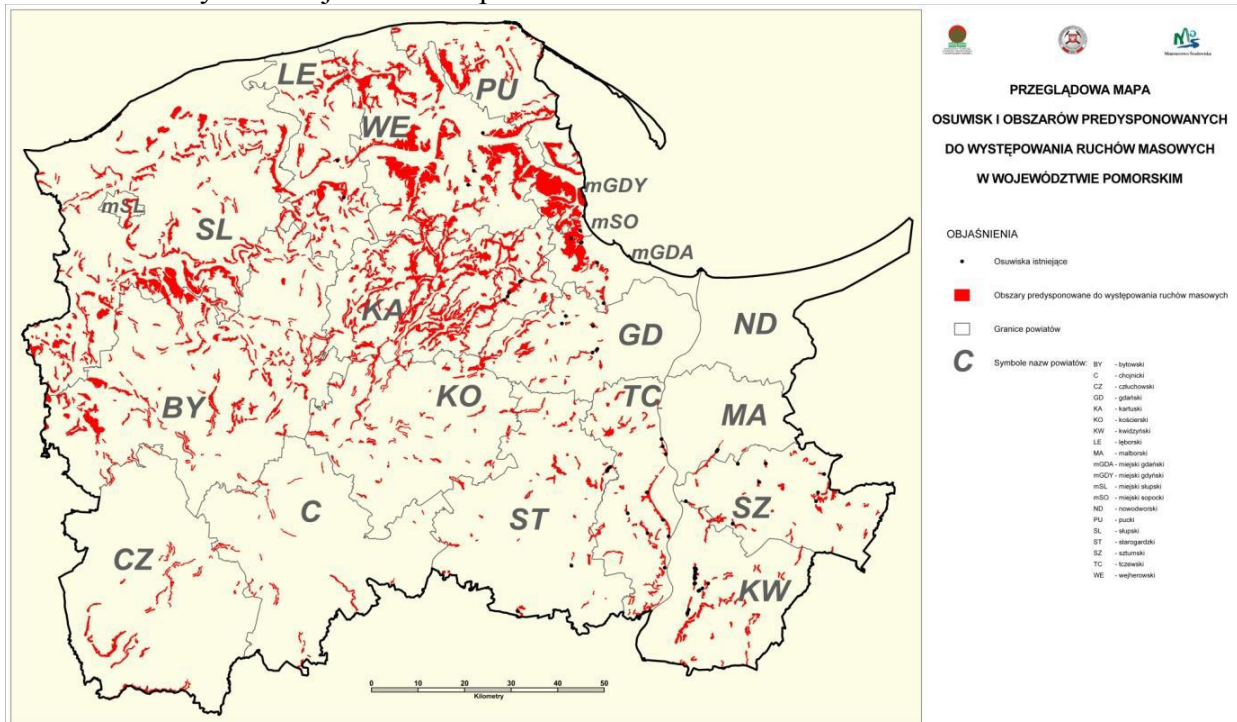 LE
PU
WE
mGDY
mSL
mSO
SL
mGDA
KA
GD
ND
KO
TC
BY
MA
C
ST
SZ
CZ
KW
0 10 20 30 40 50
Kilometry
Ministerstwo Środowiska
PRZEGLĄDOWA MAPA
OSUWISK I OBSZARÓW PREDYSPONOWANYCH
DO WYSTĘPOWANIA RUCHÓW MASOWYCH
W WOJEWÓDZTWIE POMORSKIM
OBJAŚNIENIA
Osuwiska istniejące
Obszary predysponowane do występowania ruchów masowych
Granice powiatów
C Symbole nazw powiatów:
BY - bytowski
C - chojnicki
CZ - człuchowski
GD - gdański
KA - kartuski
KO - kościerski
KW - kwidzyński
LE - lęborski
MA - malborski
mGDA - miejski gdański
mGDY - miejski gdyński
mSL - miejski słupski
mSO - miejski sopocki
ND - nowodworski
PU - pucki
SL - słupski
ST - starogardzki
SZ - sztumski
TC - tczewski
WE - wejherowski